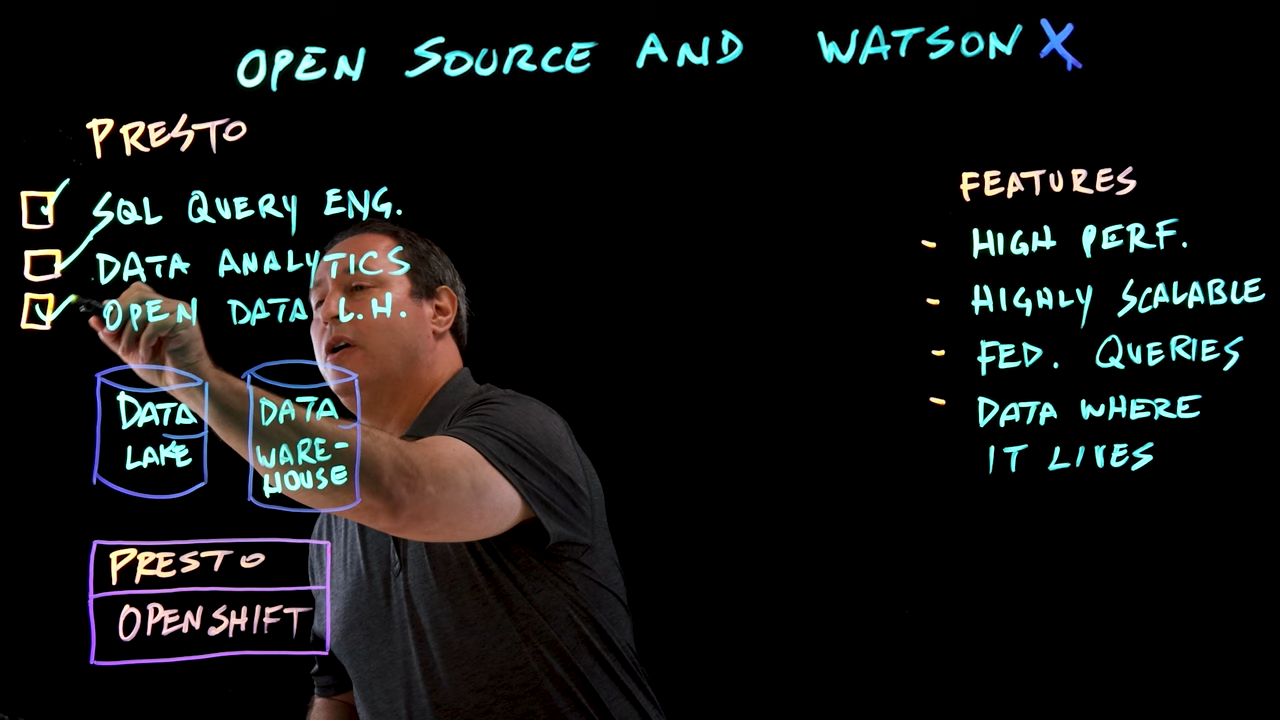 OPEN SOURCE AND WATSON X
PRESTO
SQL QUERY ENG.
DATA ANALYTICS
OPEN DATA L.H.
DATA
LAKE
DATA
WARE-
HOUSE
PRESTO
OPENSHIFT
FEATURES
- HIGH PERF.
- HIGHLY SCALABLE
- FED. QUERIES
- DATA WHERE
IT LIVES